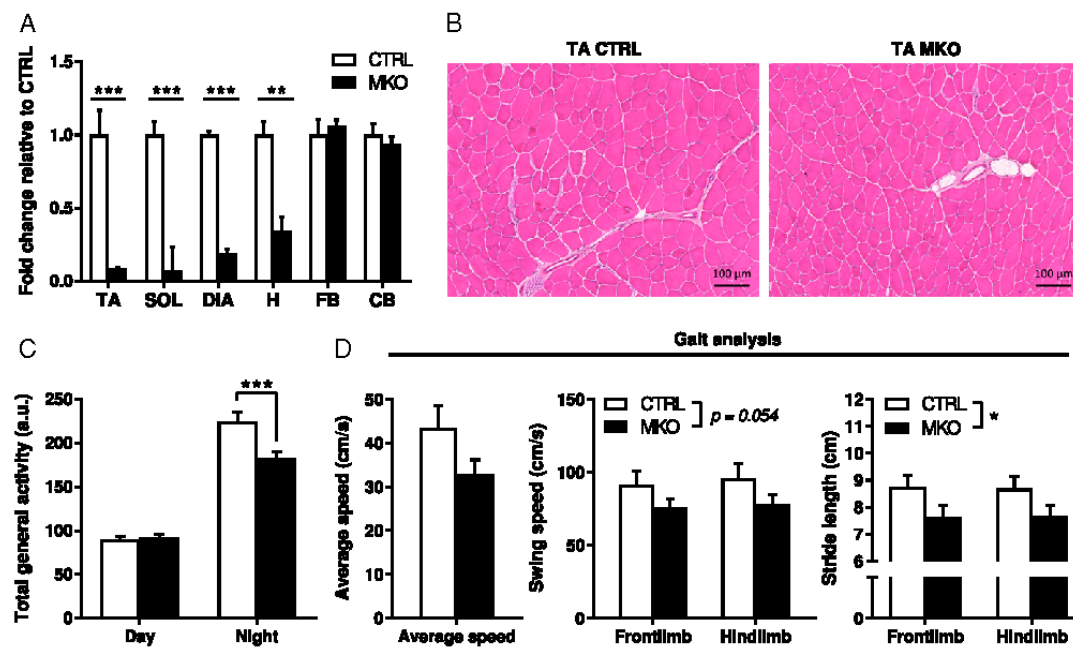 A
Fold change relative to CTRL
1.5
1.0
0.5
0.0
CTRL
MKO
*** *** *** **
TA SOL DIA H FB CB
B
TA CTRL
TA MKO
100 µm
100 µm
C
Total general activity (a.u.)
250
200
150
100
50
0
***
Day Night
D
Gait analysis
Average speed (cm/s)
50
40
30
20
10
0
Average speed
Swing speed (cm/s)
150
100
50
0
CTRL
MKO
p = 0.054
Frontlimb Hindlimb
Stride length (cm)
12
11
10
9
8
7
6
0
CTRL
MKO
*
Frontlimb Hindlimb